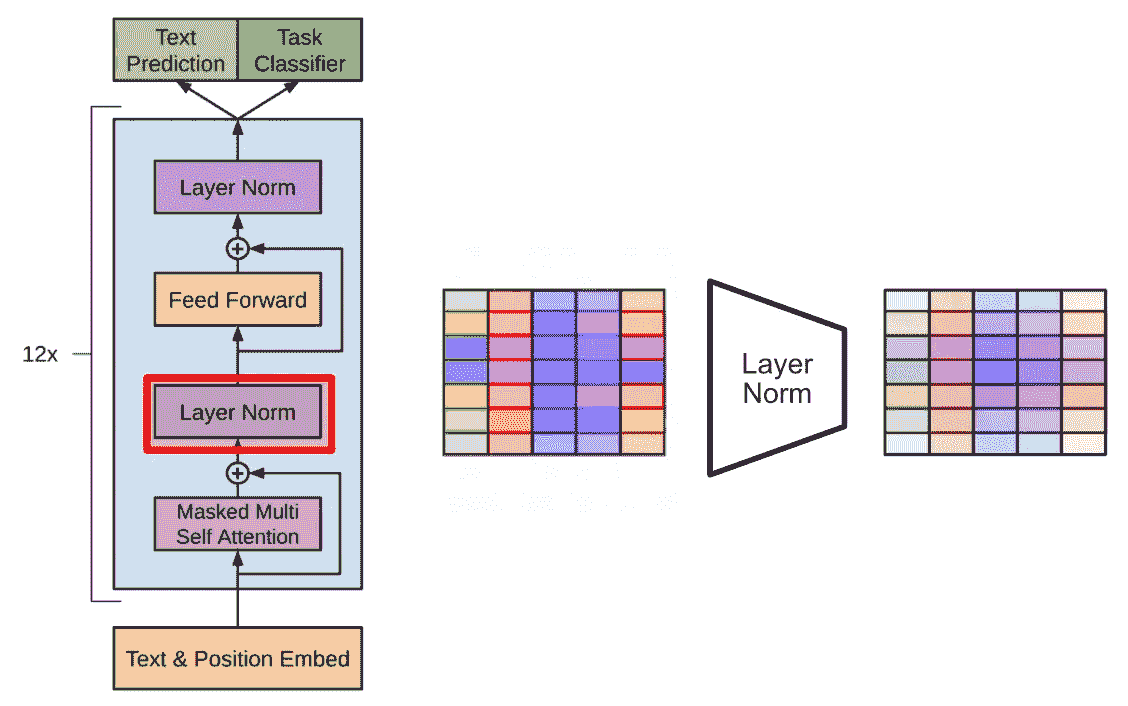 Text
Prediction
Task
Classifier
Layer Norm
Feed Forward
12x
Layer Norm
Masked Multi
Self Attention
Text & Position Embed
Layer
Norm